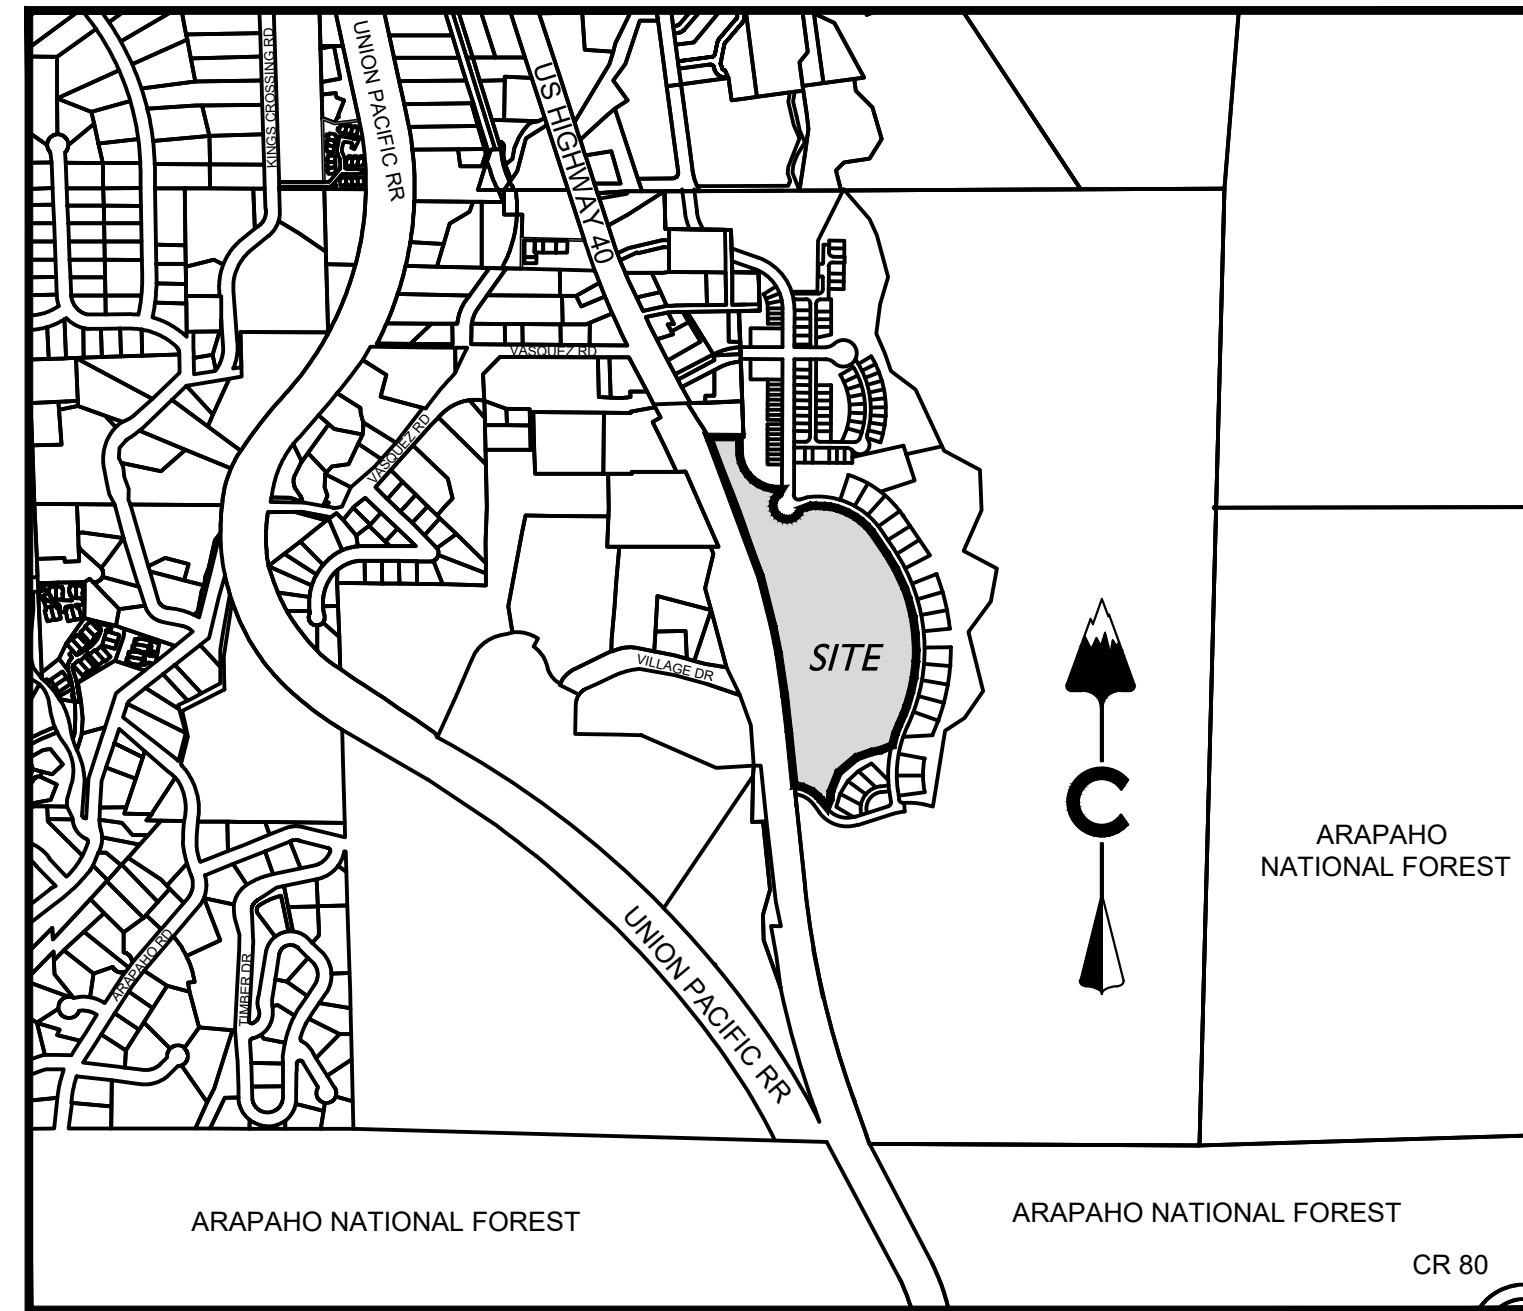 KINGS CROSSING RD
UNION PACIFIC RR
US HIGHWAY 40
VASQUEZ RD
VASQUEZ RD
SITE
VILLAGE DR
C
ARAPAHO
NATIONAL FOREST
UNION PACIFIC RR
ARAPAHO RD
TIMBER DR
ARAPAHO NATIONAL FOREST
ARAPAHO NATIONAL FOREST
CR 80